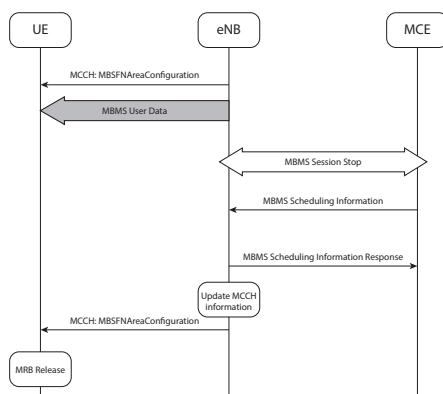 UE
eNB
MCE
MCCH: MBSFNAreaConfiguration
MBMS User Data
MBMS Session Stop
MBMS Scheduling Information
MBMS Scheduling Information Response
Update MCCH
information
MCCH: MBSFNAreaConfiguration
MRB Release